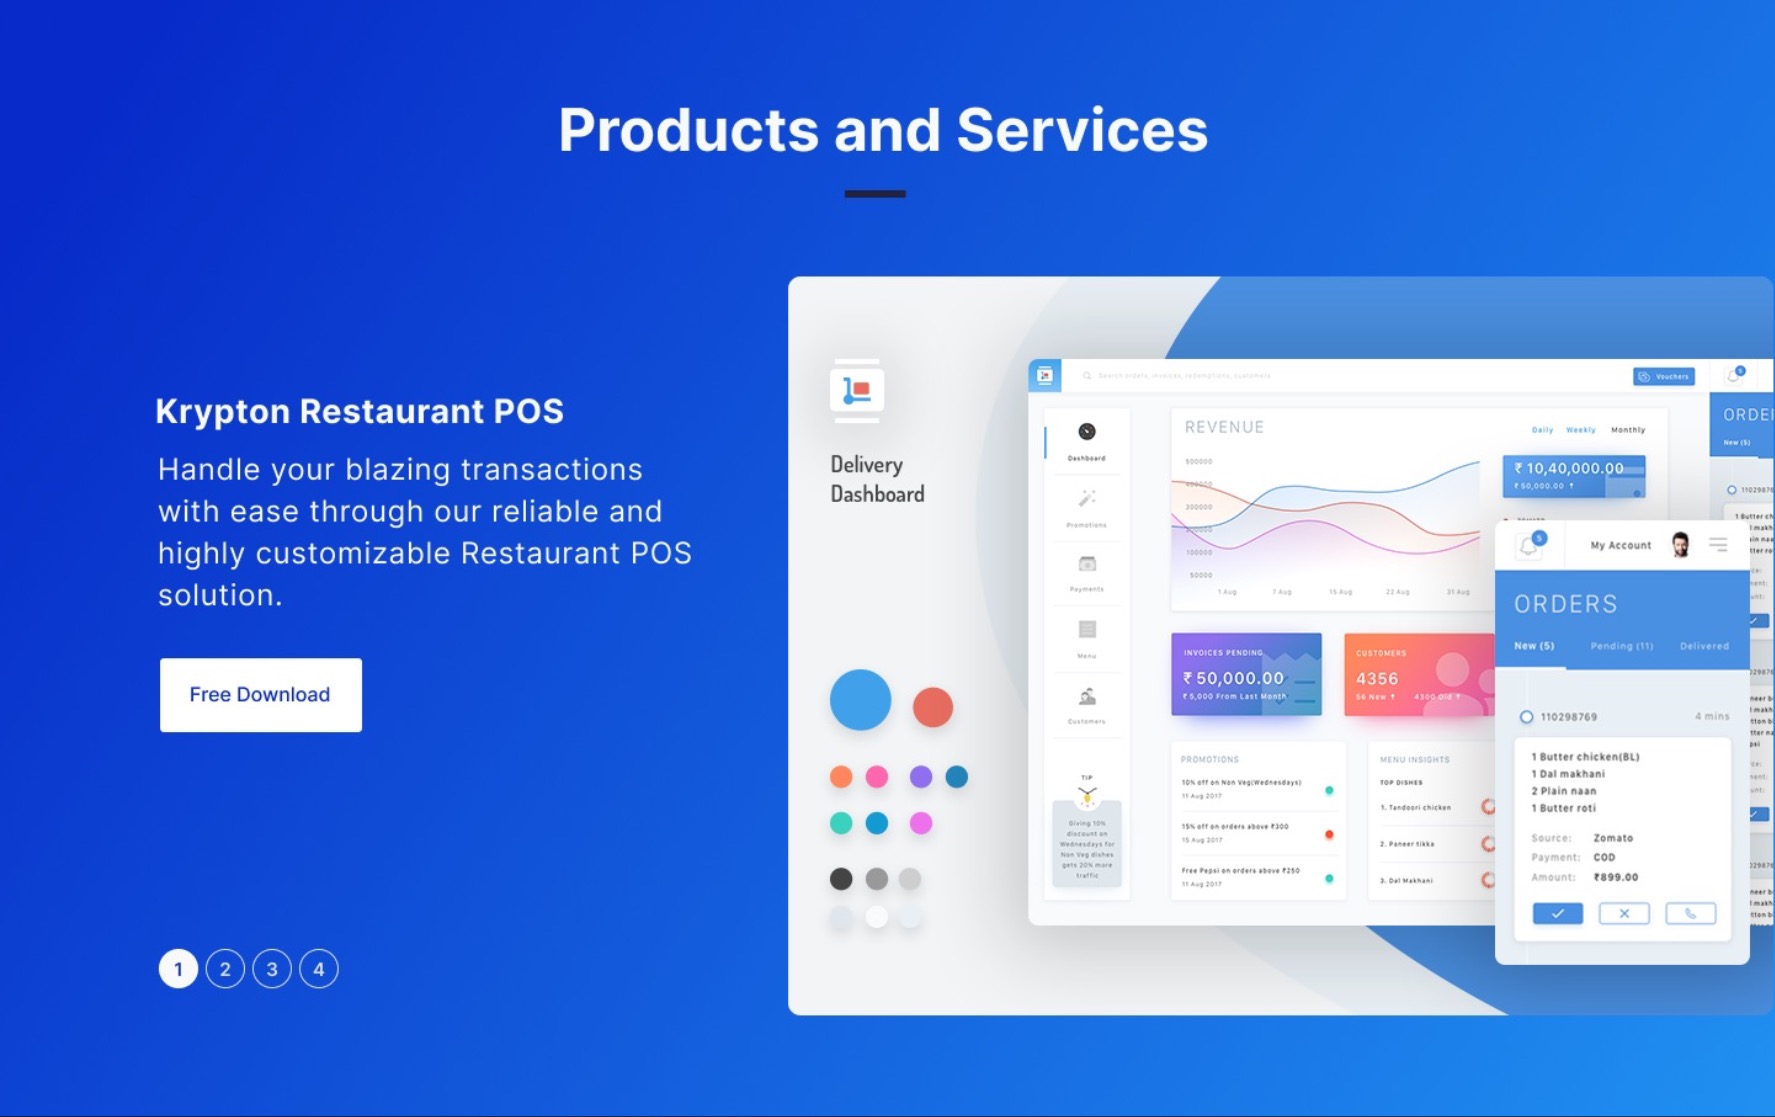 Products and Services
Krypton Restaurant POS
Handle your blazing transactions
with ease through our reliable and
highly customizable Restaurant POS
solution.
Free Download
1 2 3 4
Delivery
Dashboard
Search orders, invoices, redemptions, customers
Vouchers
5
Dashboard
Promotions
Payments
Menu
Customers
TIP
Giving 10%
discount on
Wednesdays for
Non Veg dishes
gets 20% more
traffic
REVENUE
Daily Weekly Monthly
500000
400000
300000
200000
100000
50000
1 Aug 7 Aug 15 Aug 22 Aug 31 Aug
₹ 10,40,000.00
₹ 50,000.00 ↑
INVOICES PENDING
₹ 50,000.00
₹ 5,000 From Last Month
CUSTOMERS
4356
56 New ↑ 4300 Old ↑
PROMOTIONS
10% off on Non Veg(Wednesdays)
11 Aug 2017
15% off on orders above ₹300
15 Aug 2017
Free Pepsi on orders above ₹250
11 Aug 2017
MENU INSIGHTS
TOP DISHES
1. Tandoori chicken
2. Paneer tikka
3. Dal Makhani
New (5)
5
My Account
ORDERS
New (5) Pending (11) Delivered
110298769 4 mins
1 Butter chicken(BL)
1 Dal makhani
2 Plain naan
1 Butter roti
Source: Zomato
Payment: COD
Amount: ₹899.00